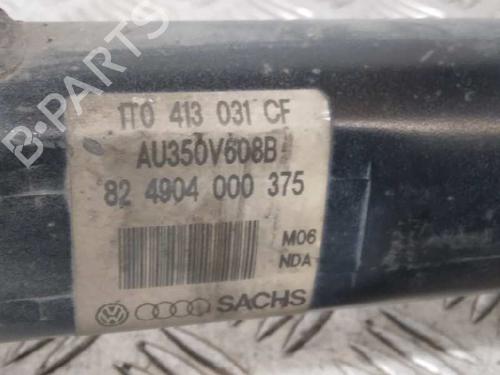 1T0 413 031 CF
AU350V608B
82 4904 000 375
M06
NDA
SACHS
B-PARTS